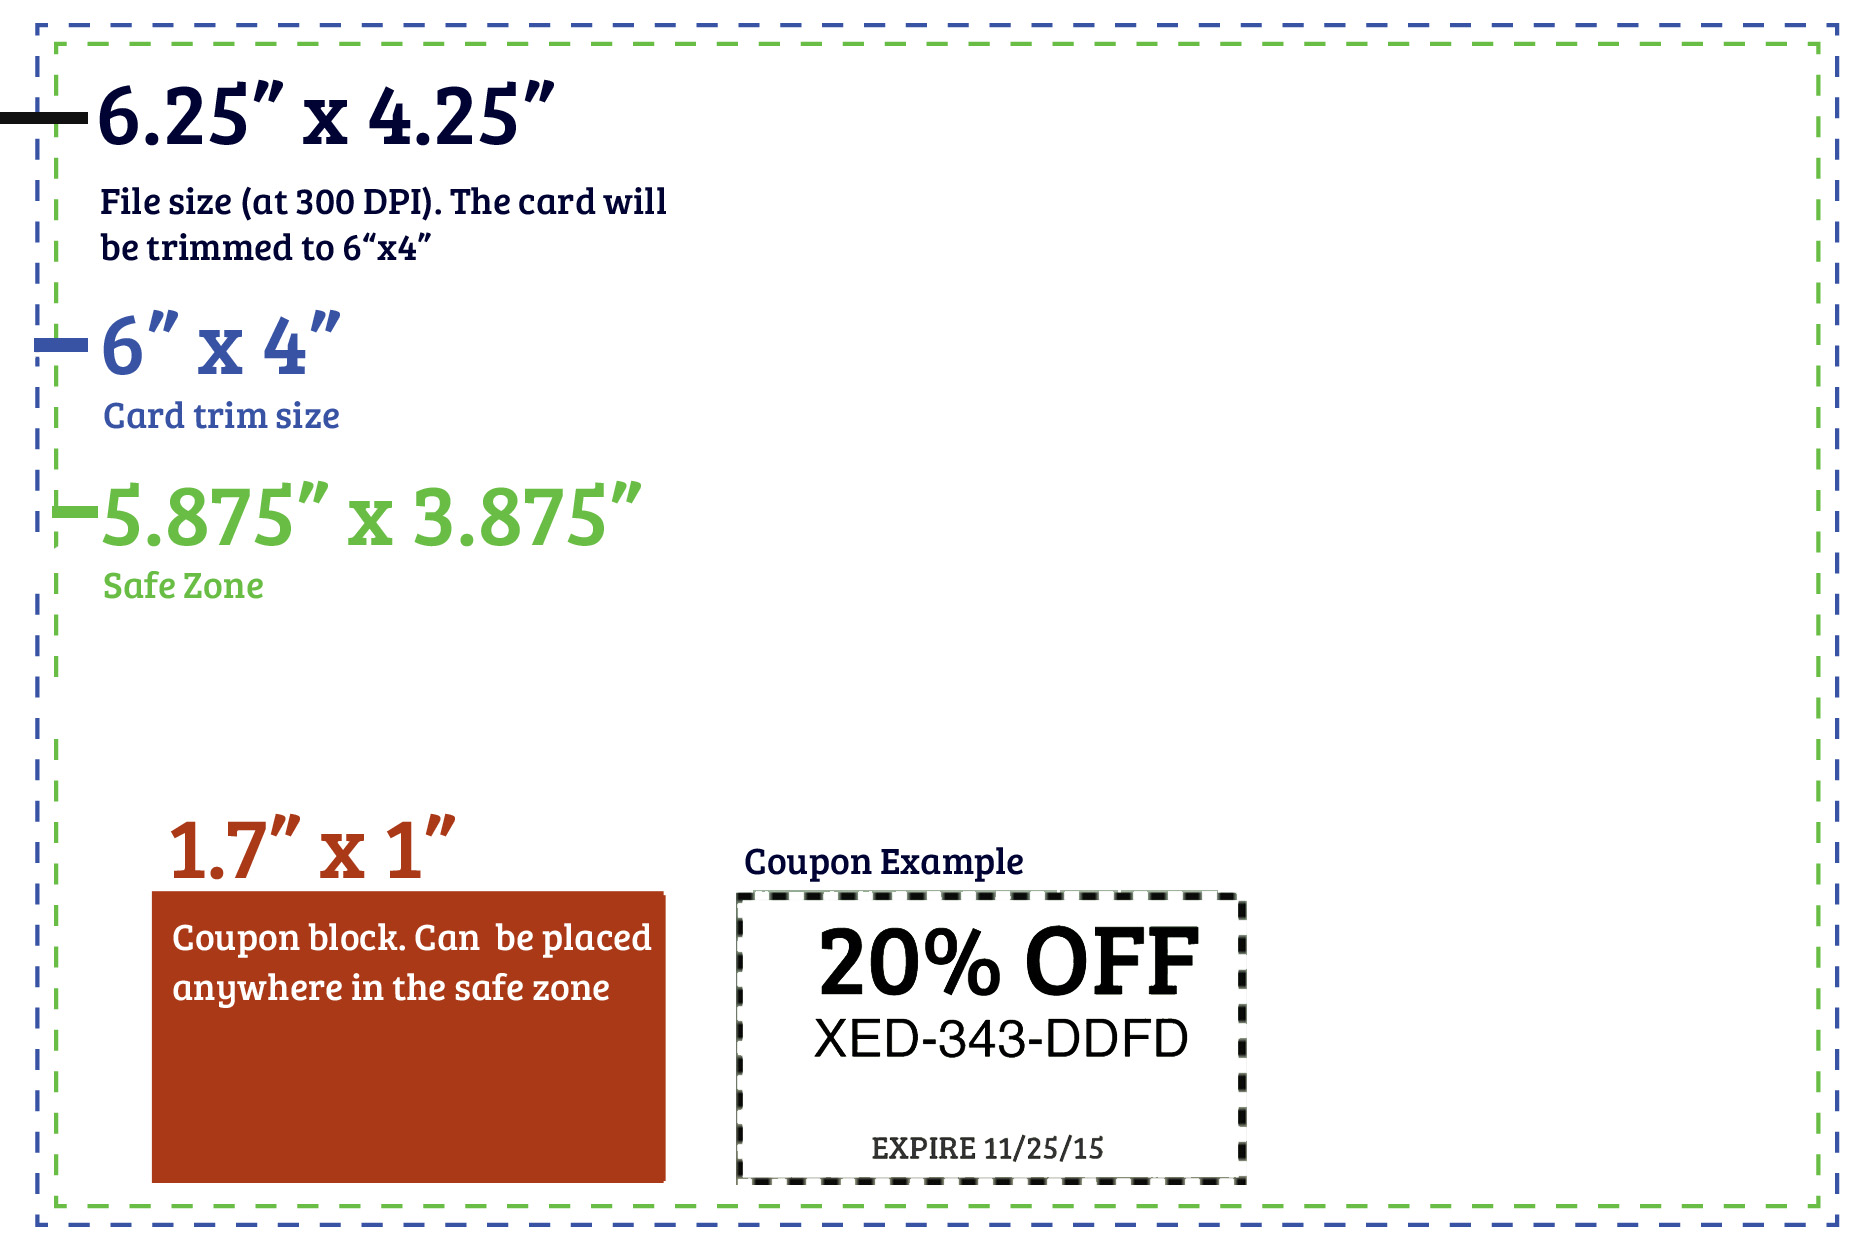 6.25” x 4.25”
File size (at 300 DPI). The card will
be trimmed to 6“x4”
6” x 4”
Card trim size
5.875” x 3.875”
Safe Zone
1.7” x 1”
Coupon block. Can  be placed
anywhere in the safe zone
Coupon Example
20% OFF
XED-343-DDFD
EXPIRE 11/25/15